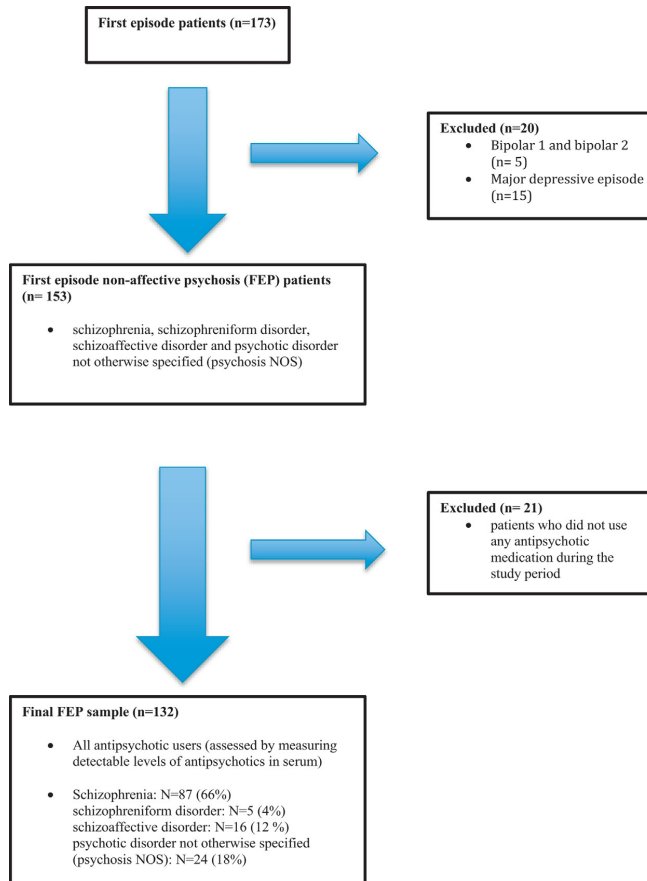 First episode patients (n=173)
Excluded (n=20)
• Bipolar 1 and bipolar 2
(n= 5)
• Major depressive episode
(n=15)
First episode non-affective psychosis (FEP) patients
(n= 153)
• schizophrenia, schizophreniform disorder,
schizoaffective disorder and psychotic disorder
not otherwise specified (psychosis NOS)
Excluded (n= 21)
• patients who did not use
any antipsychotic
medication during the
study period
Final FEP sample (n=132)
• All antipsychotic users (assessed by measuring
detectable levels of antipsychotics in serum)
• Schizophrenia: N=87 (66%)
schizophreniform disorder: N=5 (4%)
schizoaffective disorder: N=16 (12 %)
psychotic disorder not otherwise specified
(psychosis NOS): N=24 (18%)